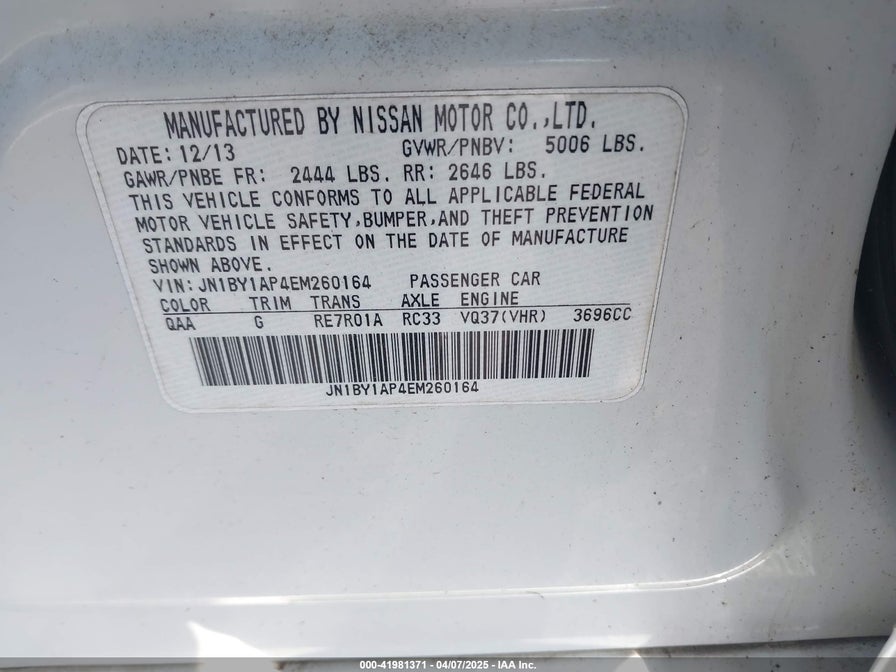 MANUFACTURED BY NISSAN MOTOR CO.,LTD.
DATE: 12/13 GVWR/PNBV: 5006 LBS.
GAWR/PNBE FR: 2444 LBS. RR: 2646 LBS.
THIS VEHICLE CONFORMS TO ALL APPLICABLE FEDERAL
MOTOR VEHICLE SAFETY,BUMPER,AND THEFT PREVENTION
STANDARDS IN EFFECT ON THE DATE OF MANUFACTURE
SHOWN ABOVE.
VIN: JN1BY1AP4EM260164 PASSENGER CAR
COLOR TRIM TRANS AXLE ENGINE
QAA G RE7R01A RC33 VQ37(VHR) 3696CC
JN1BY1AP4EM260164
000-41981371 - 04/07/2025 - IAA Inc.